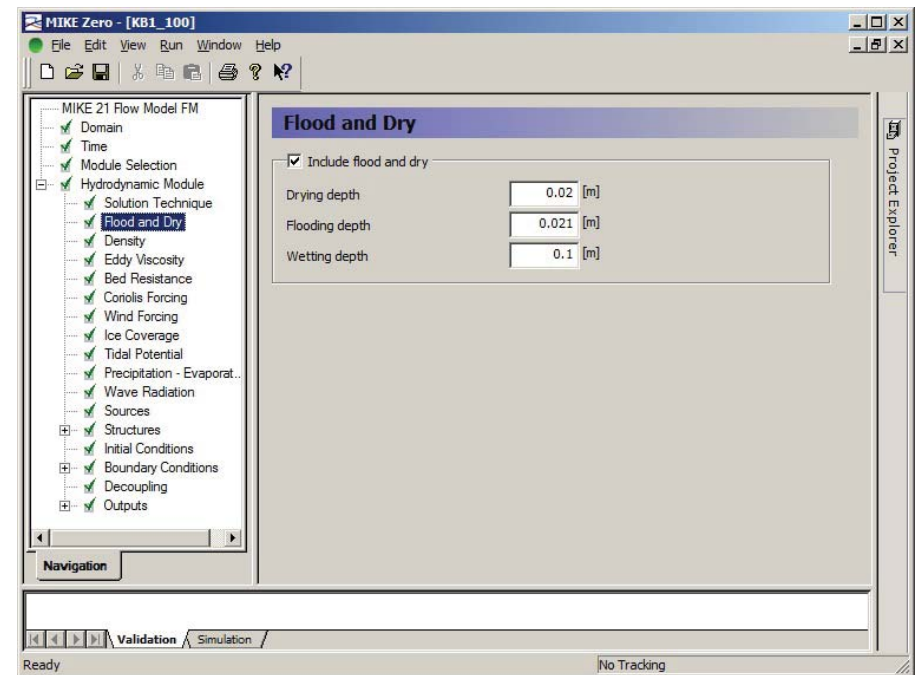 MIKE Zero - [KB1_100]
File Edit View Run Window Help
MIKE 21 Flow Model FM
Domain
Time
Module Selection
Hydrodynamic Module
Solution Technique
Flood and Dry
Density
Eddy Viscosity
Bed Resistance
Coriolis Forcing
Wind Forcing
Ice Coverage
Tidal Potential
Precipitation - Evaporat..
Wave Radiation
Sources
Structures
Initial Conditions
Boundary Conditions
Decoupling
Outputs
Navigation
Flood and Dry
Include flood and dry
Drying depth 0.02 [m]
Flooding depth 0.021 [m]
Wetting depth 0.1 [m]
Project Explorer
Validation Simulation
Ready No Tracking